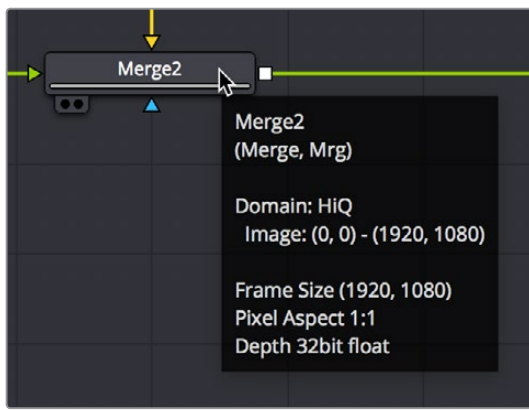 Merge2
Merge2
(Merge, Mrg)
Domain: HiQ
Image: (0, 0) - (1920, 1080)
Frame Size (1920, 1080)
Pixel Aspect 1:1
Depth 32bit float